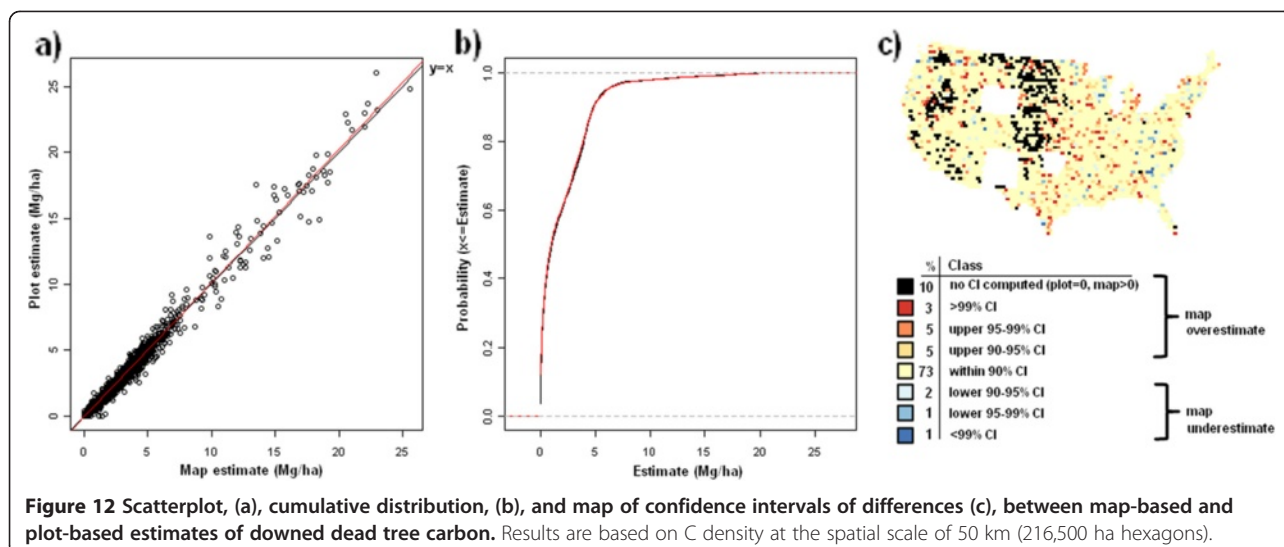 a)
y=x
25
20
15
10
5
0
Plot estimate (Mg/ha)
0 5 10 15 20 25
Map estimate (Mg/ha)
b)
1.0
0.8
0.6
0.4
0.2
0.0
Probability (x<=Estimate)
0 5 10 15 20 25
Estimate (Mg/ha)
c)
% Class
10 no CI computed (plot=0, map>0)
3 >99% CI
5 upper 95-99% CI
5 upper 90-95% CI
73 within 90% CI
2 lower 90-95% CI
1 lower 95-99% CI
1 <99% CI
map
overestimate
map
underestimate
Figure 12 Scatterplot, (a), cumulative distribution, (b), and map of confidence intervals of differences (c), between map-based and
plot-based estimates of downed dead tree carbon. Results are based on C density at the spatial scale of 50 km (216,500 ha hexagons).